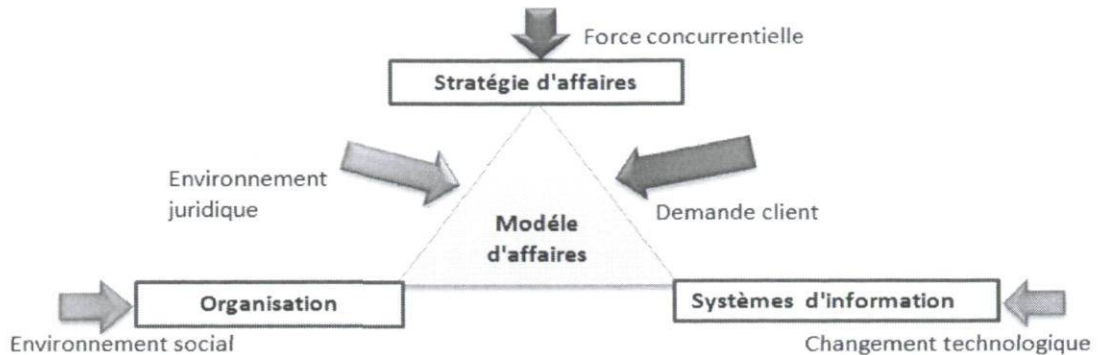 Force concurrentielle
Stratégie d'affaires
Environnement
juridique
Demande client
Modéle
d'affaires
Organisation
Systèmes d'information
Environnement social
Changement technologique